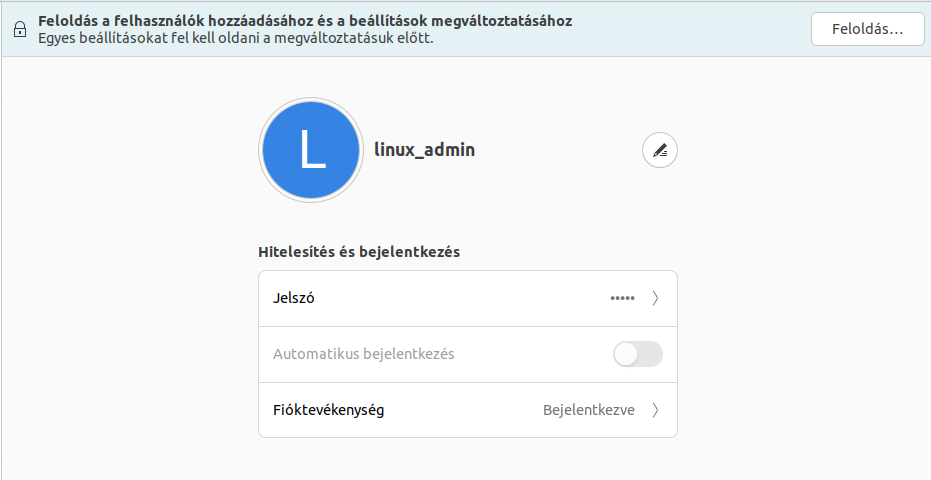 Feloldás a felhasználók hozzáadásához és a beállítások megváltoztatásához
Egyes beállításokat fel kell oldani a megváltoztatásuk előtt.
Feloldás…
L
linux_admin
Hitelesítés és bejelentkezés
Jelszó •••••
Automatikus bejelentkezés
Fióktevékenység Bejelentkezve